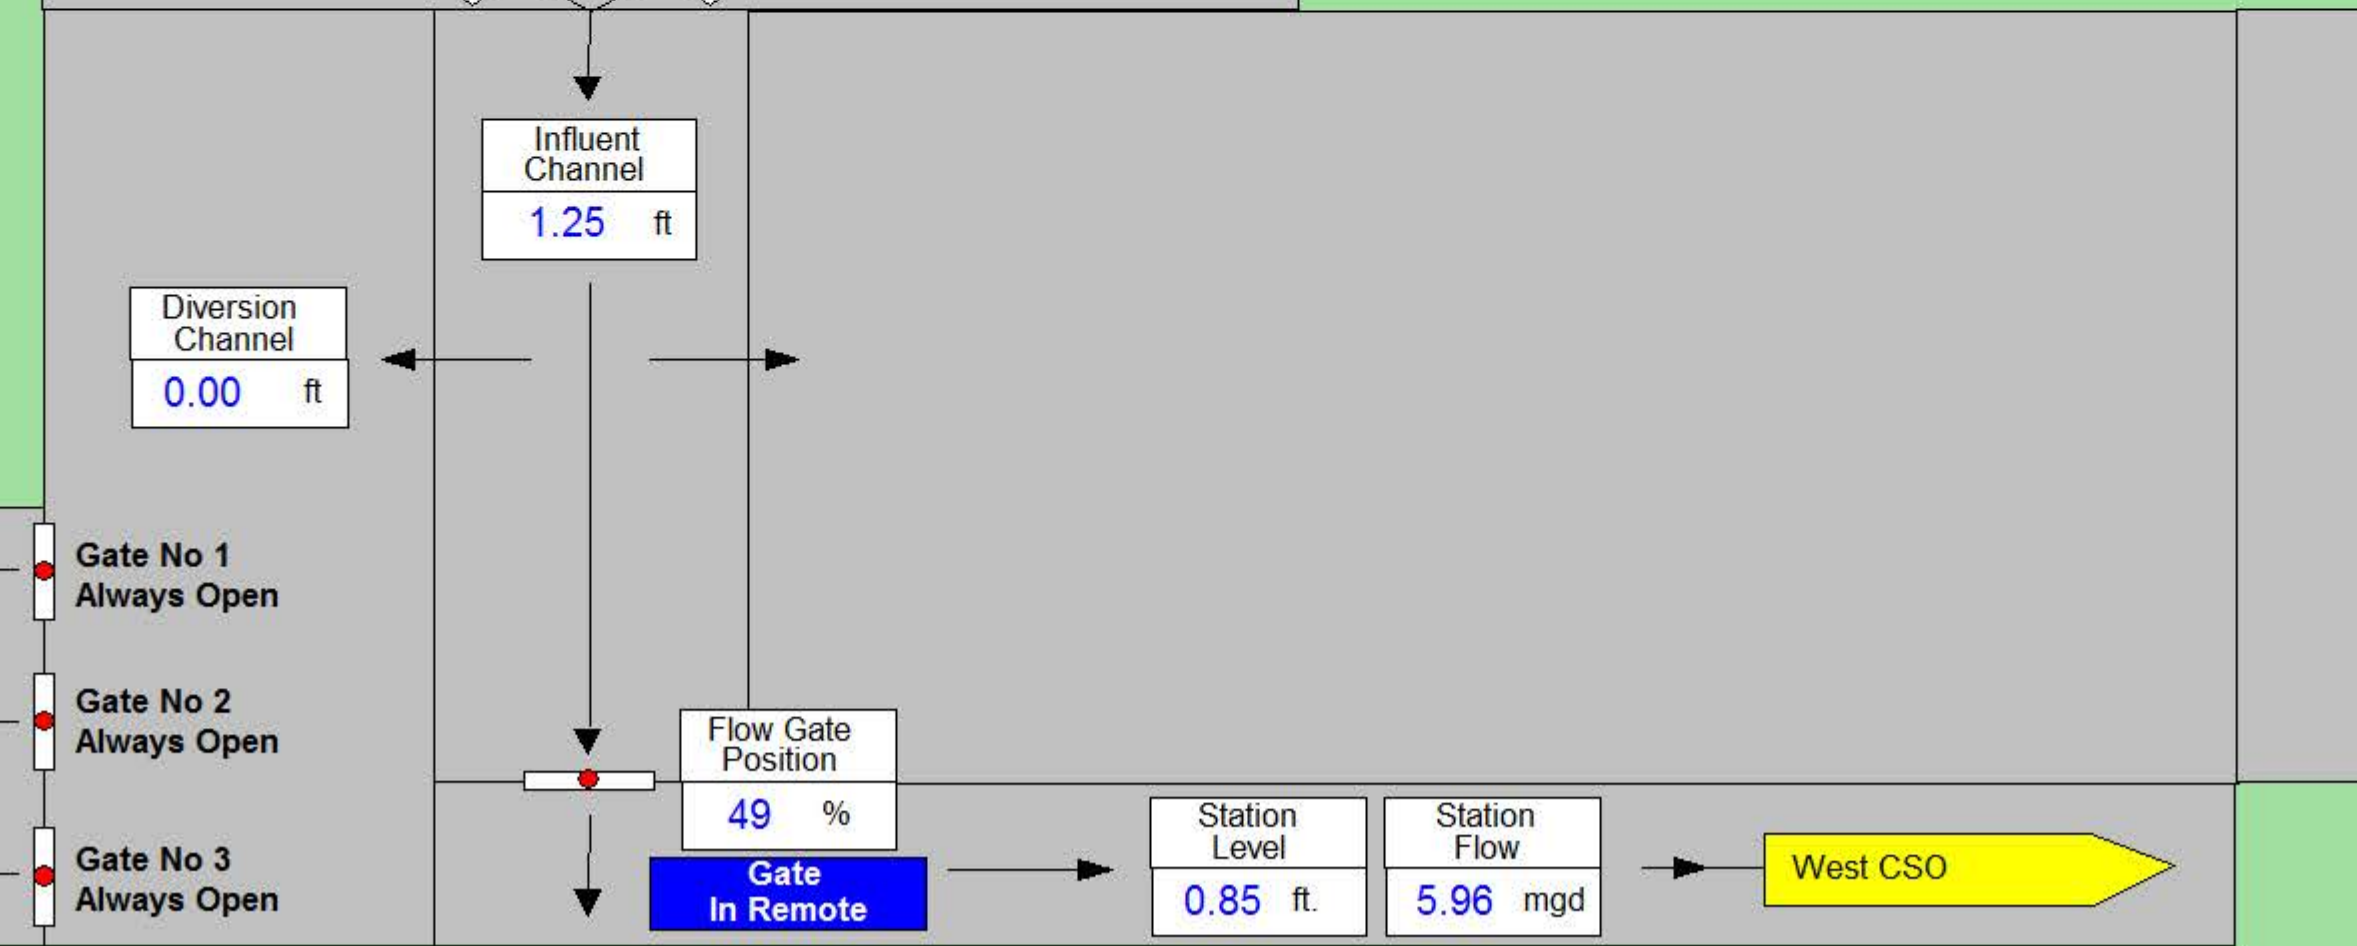 Influent
Channel
1.25 ft
Diversion
Channel
0.00 ft
Gate No 1
Always Open
Gate No 2
Always Open
Gate No 3
Always Open
Flow Gate
Position
49 %
Gate
In Remote
Station
Level
0.85 ft.
Station
Flow
5.96 mgd
West CSO